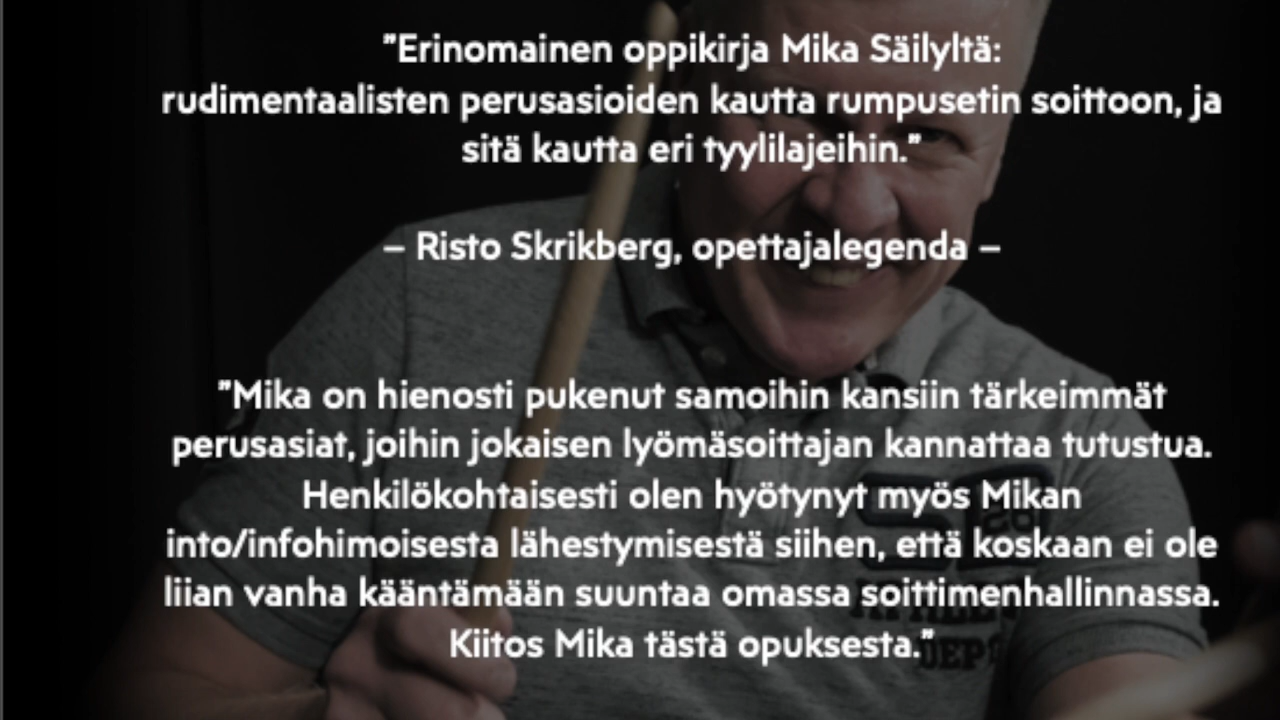 "Erinomainen oppikirja Mika Säilyltä:
rudimentaalisten perusasioiden kautta rumpusetin soittoon, ja
sitä kautta eri tyylilajeihin."
– Risto Skrikberg, opettajalegenda –
"Mika on hienosti pukenut samoihin kansiin tärkeimmät
perusasiat, joihin jokaisen lyömäsoittajan kannattaa tutustua.
Henkilökohtaisesti olen hyötynyt myös Mikan
into/infohimoisesta lähestymisestä siihen, että koskaan ei ole
liian vanha kääntämään suuntaa omassa soittimenhallinnassa.
Kiitos Mika tästä opuksesta."